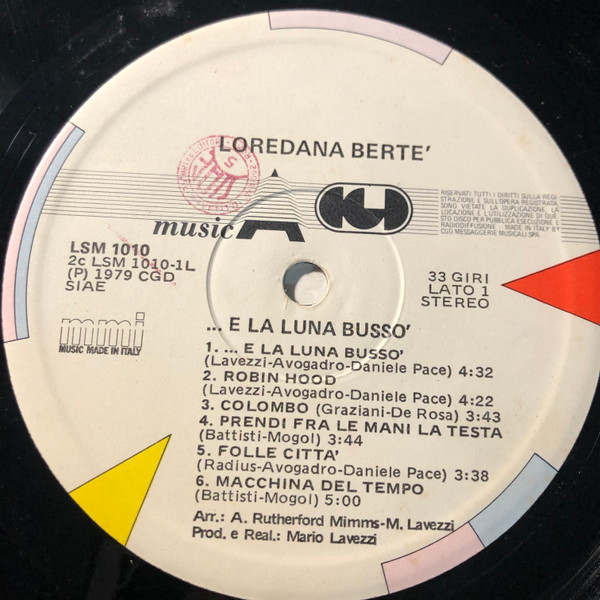 LOREDANA BERTE'
SIAE
5
music A
CGD
RISERVATI TUTTI I DIRITTI SULLA REGI
STRAZIONE E SULL'OPERA REGISTRATA.
SONO VIETATE LA DUPLICAZIONE, LA
LOCAZIONE E L'UTILIZZAZIONE DI QUE
STO DISCO PER PUBBLICA ESECUZIONE E
RADIODIFFUSIONE. MADE IN ITALY BY
CGD MESSAGGERIE MUSICALI SPA.
LSM 1010
2c LSM 1010-1L
(P) 1979 CGD
SIAE
33 GIRI
LATO 1
STEREO
mmi
MUSIC MADE IN ITALY
... E LA LUNA BUSSO'
1. ... E LA LUNA BUSSO'
(Lavezzi-Avogadro-Daniele Pace) 4:32
2. ROBIN HOOD
(Lavezzi-Avogadro-Daniele Pace) 4:22
3. COLOMBO (Graziani-De Rosa) 3:43
4. PRENDI FRA LE MANI LA TESTA
(Battisti-Mogol) 3:44
5. FOLLE CITTA'
(Radius-Avogadro-Daniele Pace) 3:38
6. MACCHINA DEL TEMPO
(Battisti-Mogol) 5:00
Arr.: A. Rutherford Mimms-M. Lavezzi
Prod. e Real.: Mario Lavezzi